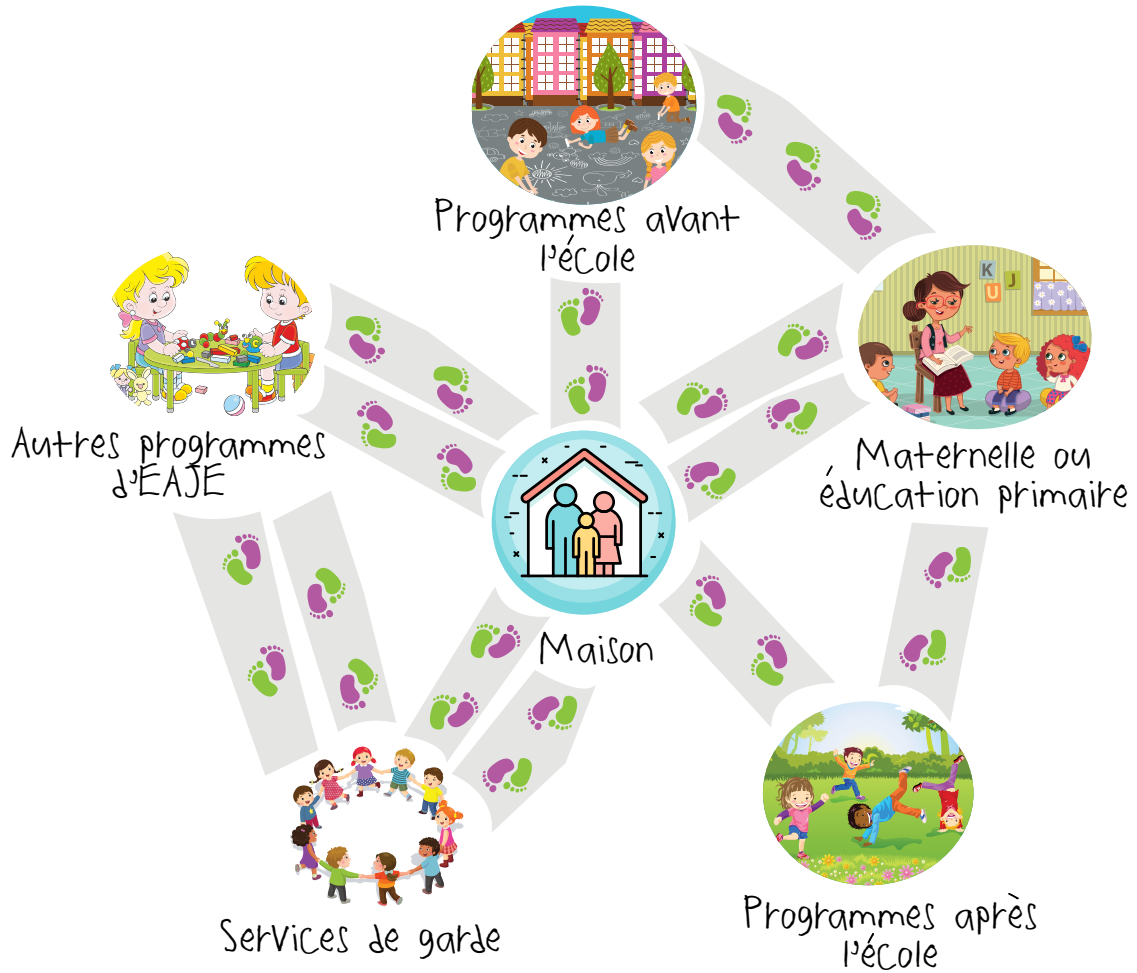 Programmes avant
l'école
K
J
U
Autres programmes
d'EAJE
Maternelle ou
éducation primaire
Maison
Programmes après
l'école
Services de garde